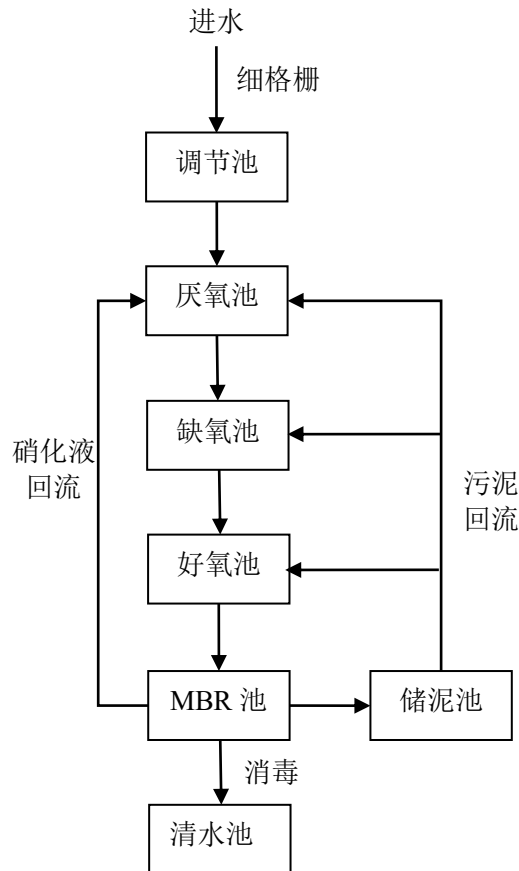 进水
细格栅
调节池
厌氧池
缺氧池
硝化液
回流
污泥
回流
好氧池
MBR 池
储泥池
消毒
清水池